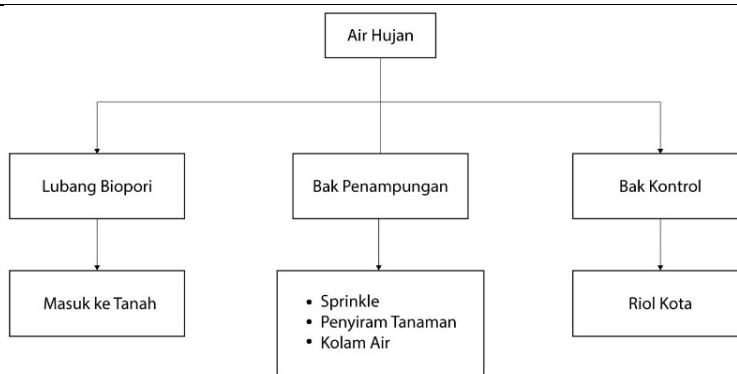 Air Hujan
Lubang Biopori
Bak Penampungan
Bak Kontrol
Masuk ke Tanah
• Sprinkle
• Penyiram Tanaman
• Kolam Air
Riol Kota